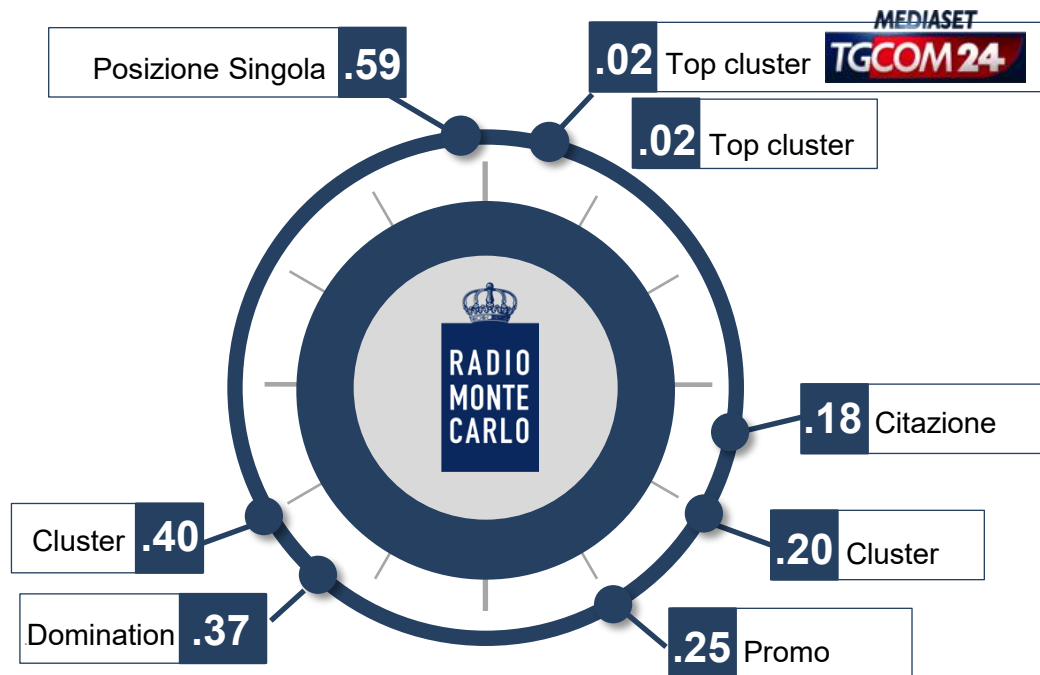 Posizione Singola .59
.02 Top cluster MEDIASET TGCOM24
.02 Top cluster
RADIO
MONTE
CARLO
.18 Citazione
Cluster .40
.20 Cluster
Domination .37
.25 Promo